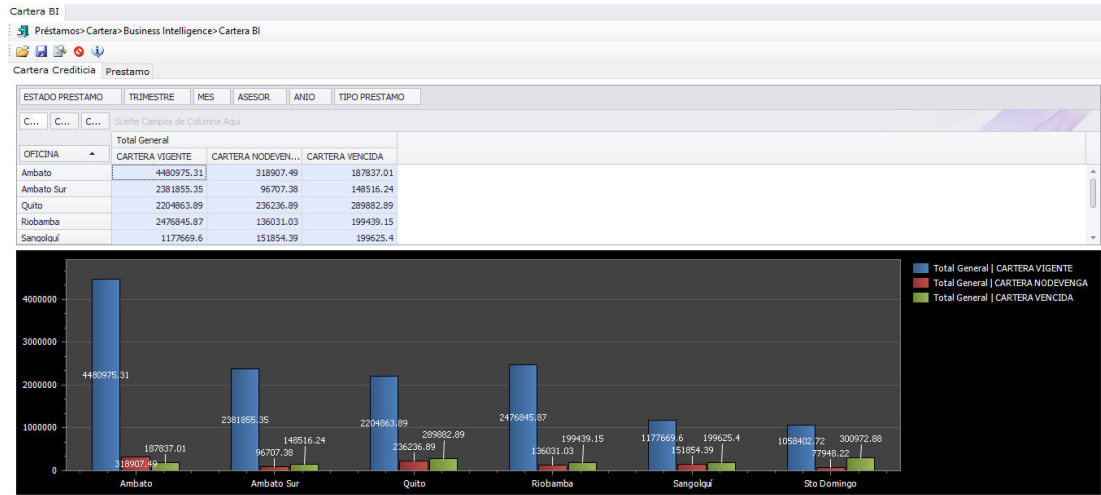 Cartera BI
Préstamos>Cartera>Business Intelligence>Cartera BI
Cartera Crediticia Prestamo
ESTADO PRESTAMO TRIMESTRE MES ASESOR ANIO TIPO PRESTAMO
C... C... C... Suelte Campos de Columna Aquí
Total General
OFICINA CARTERA VIGENTE CARTERA NODEVEN... CARTERA VENCIDA
Ambato 4480975.31 318907.49 187837.01
Ambato Sur 2381855.35 96707.38 148516.24
Quito 2204863.89 236236.89 289882.89
Riobamba 2476845.87 136031.03 199439.15
Sangolquí 1177669.6 151854.39 199625.4
Total General | CARTERA VIGENTE
Total General | CARTERA NODEVENGA
Total General | CARTERA VENCIDA
4000000
3000000
2000000
1000000
0
4480975.31
318907.49
187837.01
2381855.35
96707.38
148516.24
2204863.89
236236.89
289882.89
2476845.87
136031.03
199439.15
1177669.6
151854.39
199625.4
1058402.72
77948.22
300972.88
Ambato Ambato Sur Quito Riobamba Sangolquí Sto Domingo